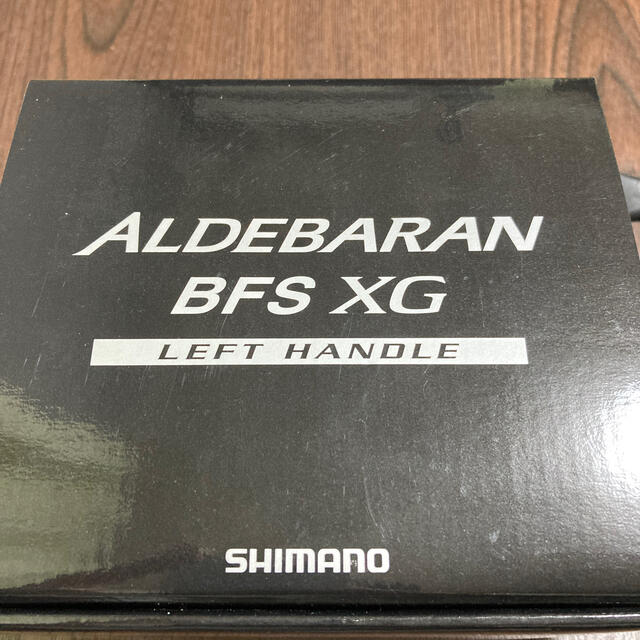 ALDEBARAN
BFS XG
LEFT HANDLE
SHIMANO